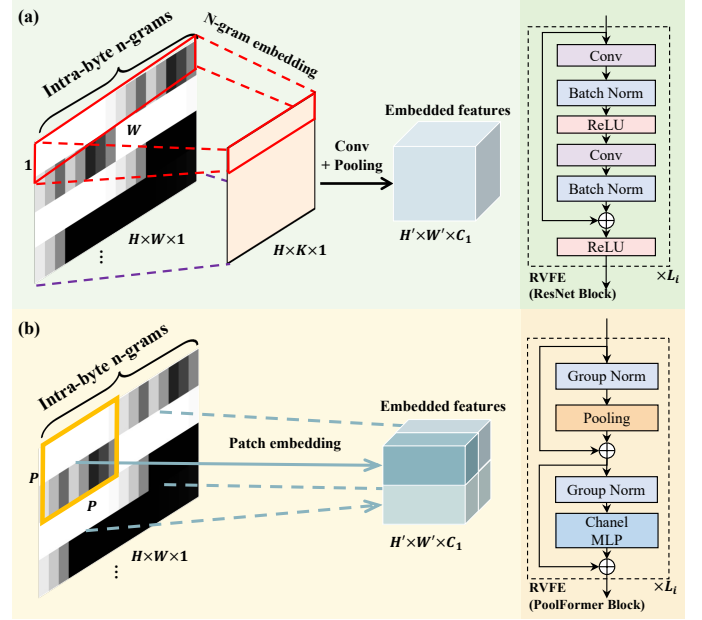 (a)
Intra-byte n-grams
N-gram embedding
W
1
H×W×1
⋮
H×K×1
Conv
+ Pooling
Embedded features
H′×W′×C₁
Conv
Batch Norm
ReLU
Conv
Batch Norm
ReLU
×Lᵢ
RVFE
(ResNet Block)
(b)
Intra-byte n-grams
P
P
H×W×1
⋮
Patch embedding
Embedded features
H′×W′×C₁
Group Norm
Pooling
Group Norm
Chanel
MLP
×Lᵢ
RVFE
(PoolFormer Block)